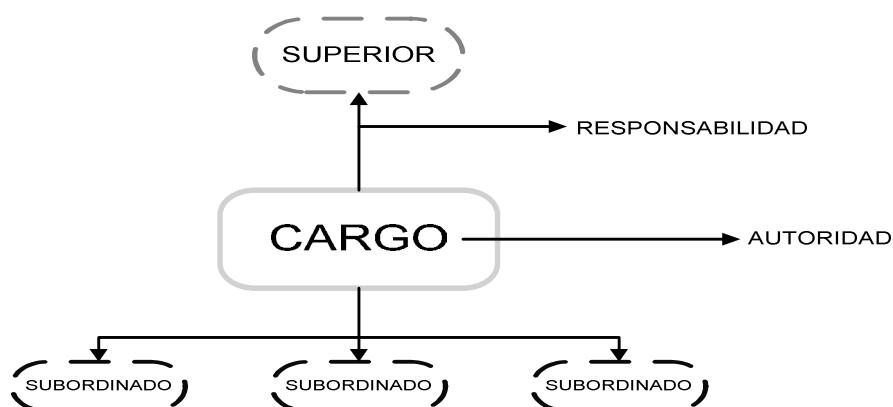 SUPERIOR
RESPONSABILIDAD
CARGO
AUTORIDAD
SUBORDINADO
SUBORDINADO
SUBORDINADO